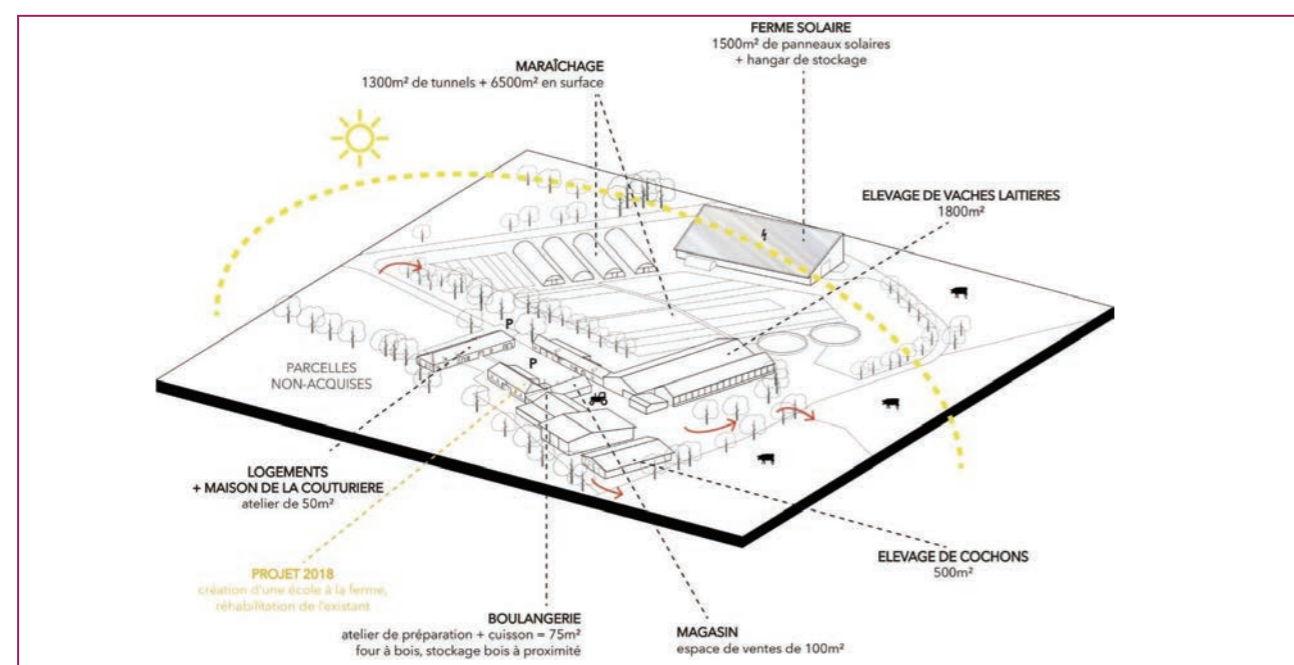 FERME SOLAIRE
1500m² de panneaux solaires
+ hangar de stockage
MARAÎCHAGE
1300m² de tunnels + 6500m² en surface
ELEVAGE DE VACHES LAITIERES
1800m²
P
P
PARCELLES
NON-ACQUISES
LOGEMENTS
+ MAISON DE LA COUTURIERE
atelier de 50m²
ELEVAGE DE COCHONS
500m²
PROJET 2018
création d'une école à la ferme,
réhabilitation de l'existant
BOULANGERIE
atelier de préparation + cuisson = 75m²
four à bois, stockage bois à proximité
MAGASIN
espace de ventes de 100m²